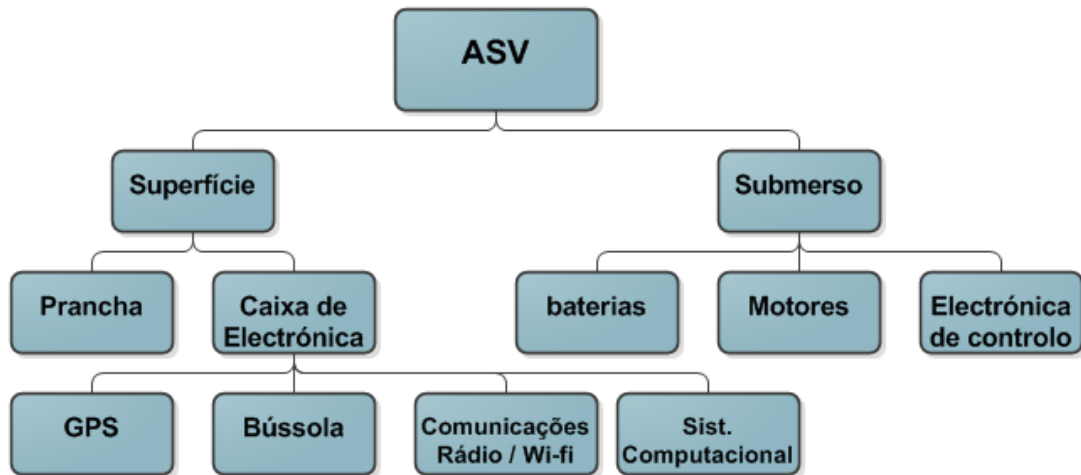 ASV
Superfície
Submerso
Prancha
Caixa de
Electrónica
baterias
Motores
Electrónica
de controlo
GPS
Bússola
Comunicações
Rádio / Wi-fi
Sist.
Computacional